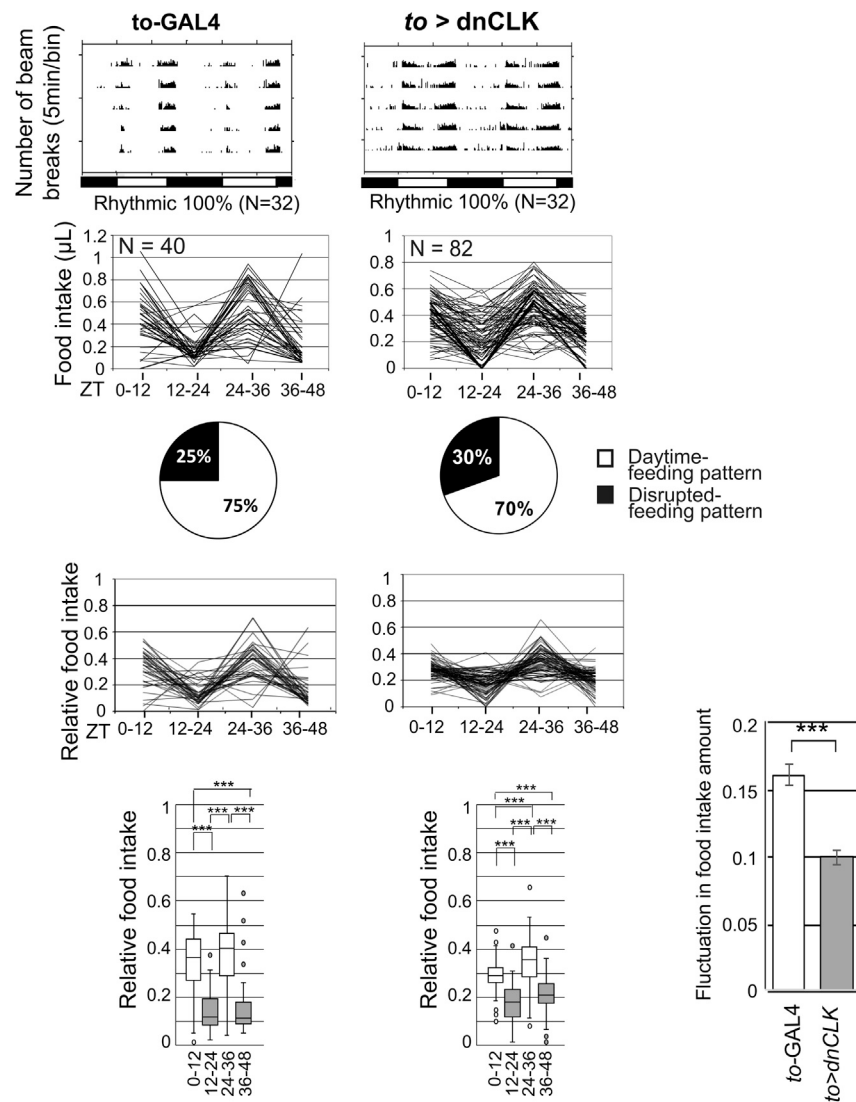 to-GAL4
to > dnCLK
Number of beam
breaks (5min/bin)
Rhythmic 100% (N=32)
Rhythmic 100% (N=32)
Food intake (µL)
1.2
1
0.8
0.6
0.4
0.2
0
N = 40
ZT 0-12 12-24 24-36 36-48
1
0.8
0.6
0.4
0.2
0
N = 82
0-12 12-24 24-36 36-48
25%
75%
30%
70%
Daytime-
feeding pattern
Disrupted-
feeding pattern
Relative food intake
1
0.8
0.6
0.4
0.2
0
ZT 0-12 12-24 24-36 36-48
1
0.8
0.6
0.4
0.2
0
0-12 12-24 24-36 36-48
Relative food intake
1
0.8
0.6
0.4
0.2
0
***
*** ***
***
0-12
12-24
24-36
36-48
Relative food intake
1
0.8
0.6
0.4
0.2
0
***
***
*** ***
***
0-12
12-24
24-36
36-48
Fluctuation in food intake amount
0.2
0.15
0.1
0.05
0
***
to-GAL4
to>dnCLK